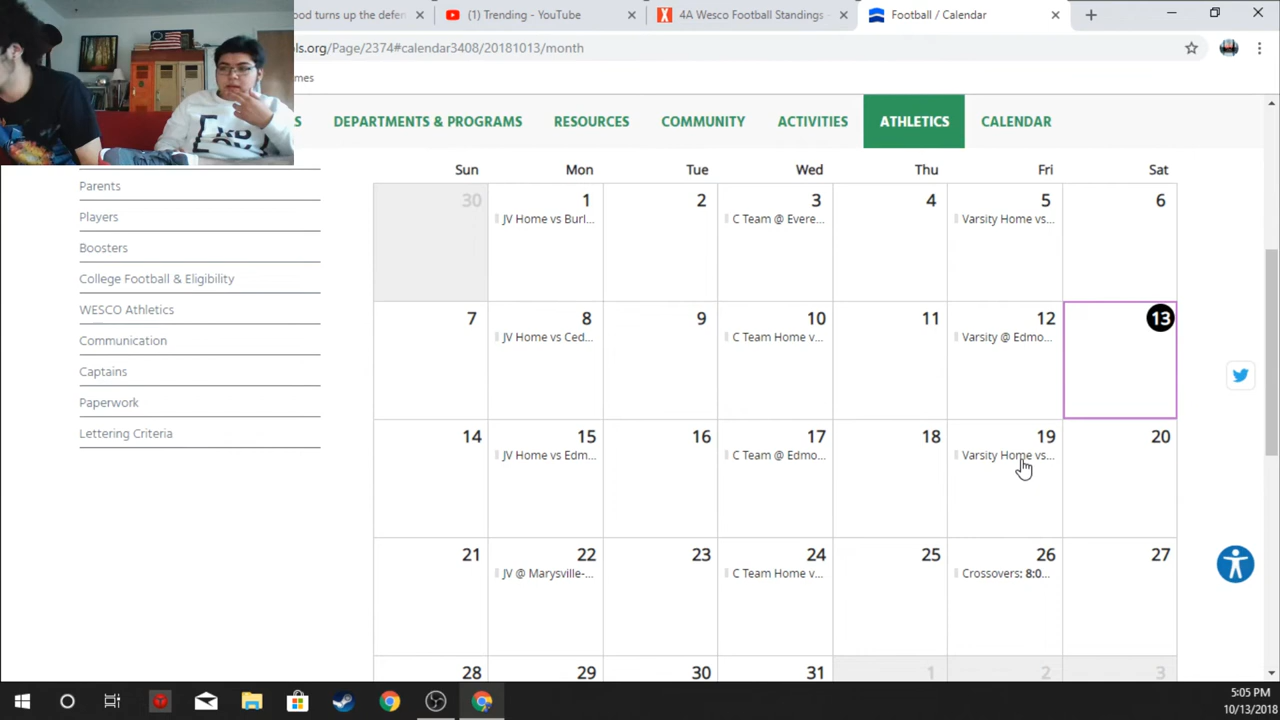 ood turns up the defen
(1) Trending - YouTube
4A Wesco Football Standings -
Football / Calendar
ls.org/Page/2374#calendar3408/20181013/month
mes
S
DEPARTMENTS & PROGRAMS
RESOURCES
COMMUNITY
ACTIVITIES
ATHLETICS
CALENDAR
Parents
Players
Boosters
College Football & Eligibility
WESCO Athletics
Communication
Captains
Paperwork
Lettering Criteria
Sun Mon Tue Wed Thu Fri Sat
30 1 2 3 4 5 6
JV Home vs Burl... C Team @ Evere... Varsity Home vs...
7 8 9 10 11 12 13
JV Home vs Ced... C Team Home v... Varsity @ Edmo...
14 15 16 17 18 19 20
JV Home vs Edm... C Team @ Edmo... Varsity Home vs...
21 22 23 24 25 26 27
JV @ Marysville-... C Team Home v... Crossovers: 8:0...
28 29 30 31 1 2 3
5:05 PM
10/13/2018